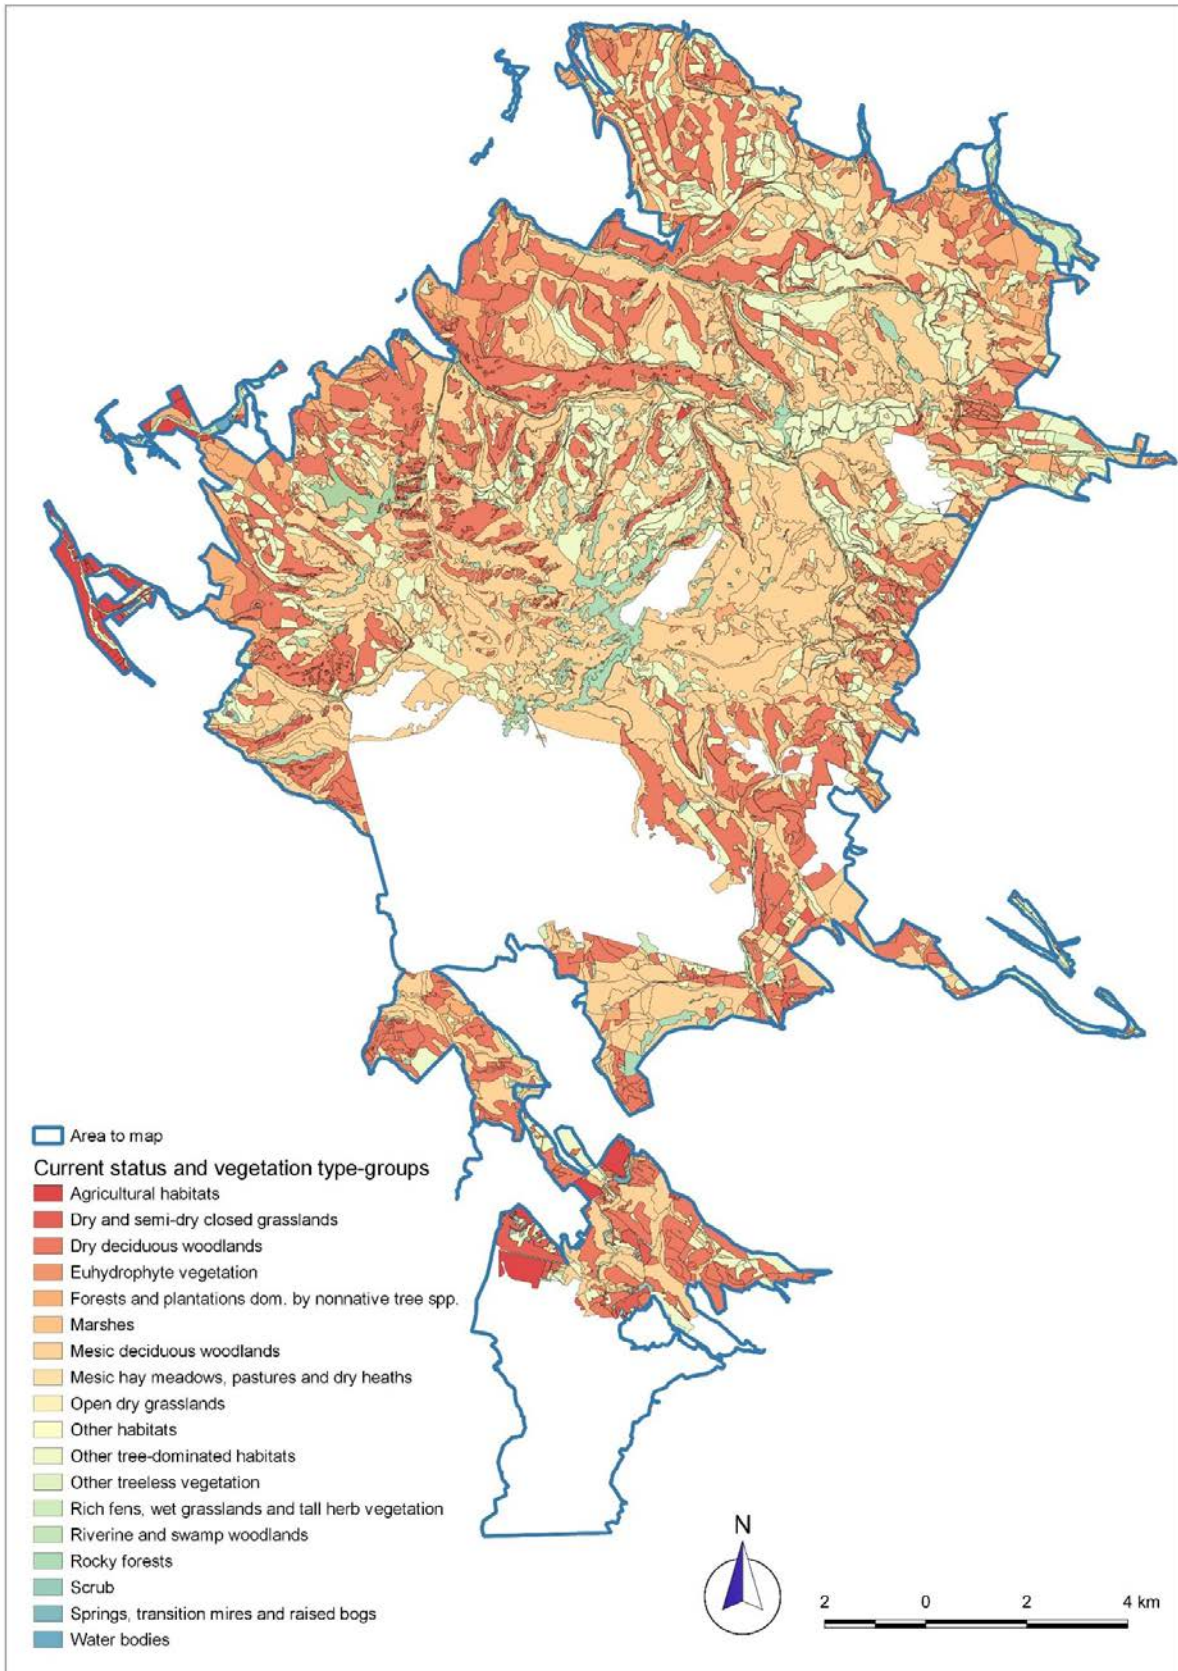 Area to map
Current status and vegetation type-groups
Agricultural habitats
Dry and semi-dry closed grasslands
Dry deciduous woodlands
Euhydrophyte vegetation
Forests and plantations dom. by nonnative tree spp.
Marshes
Mesic deciduous woodlands
Mesic hay meadows, pastures and dry heaths
Open dry grasslands
Other habitats
Other tree-dominated habitats
Other treeless vegetation
Rich fens, wet grasslands and tall herb vegetation
Riverine and swamp woodlands
Rocky forests
Scrub
Springs, transition mires and raised bogs
Water bodies
N
2 0 2 4 km